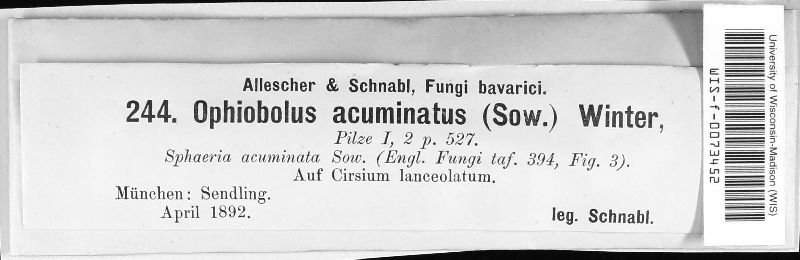 Allescher & Schnabl, Fungi bavarici.
244. Ophiobolus acuminatus (Sow.) Winter,
Pilze I, 2 p. 527.
Sphaeria acuminata Sow. (Engl. Fungi taf. 394, Fig. 3).
Auf Cirsium lanceolatum.
München: Sendling.
April 1892.
leg. Schnabl.
University of Wisconsin-Madison (WIS)
WIS-f-0073452